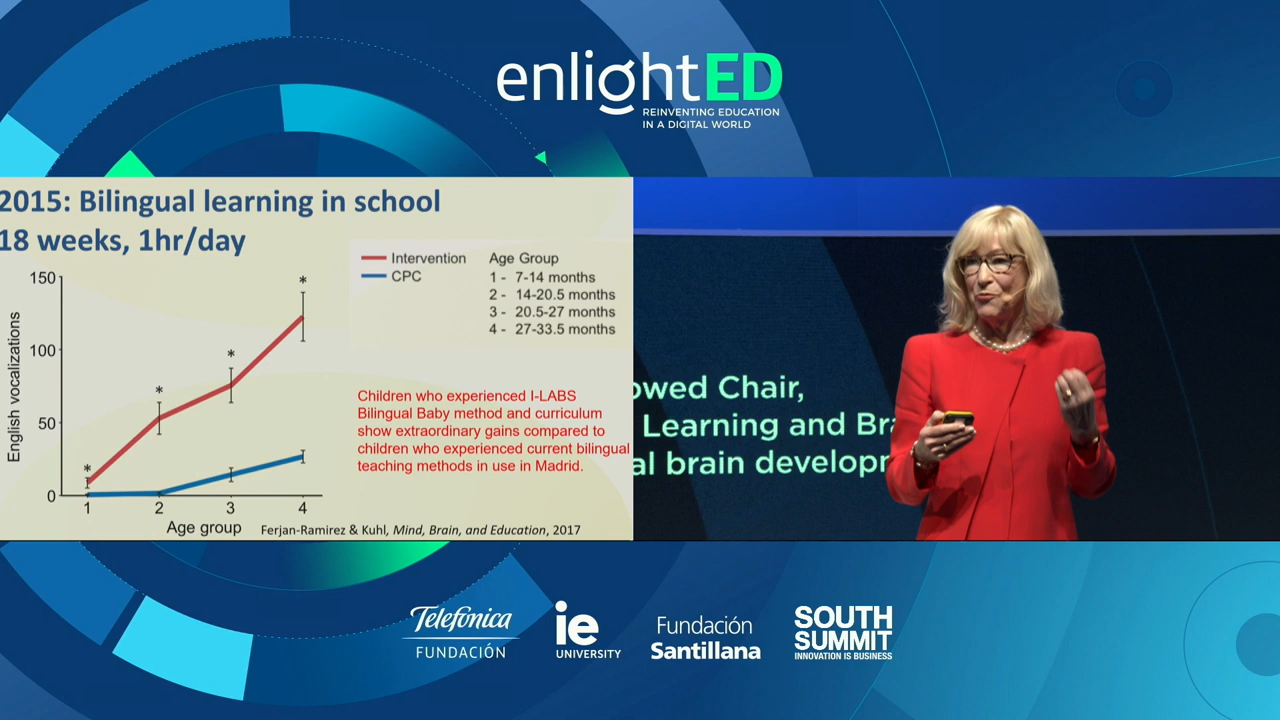 enlightED
REINVENTING EDUCATION
IN A DIGITAL WORLD
2015: Bilingual learning in school
18 weeks, 1hr/day
Intervention
CPC
Age Group
1 - 7-14 months
2 - 14-20.5 months
3 - 20.5-27 months
4 - 27-33.5 months
English vocalizations
150
100
50
0
*
*
*
*
1 2 3 4
Age group
Children who experienced I-LABS
Bilingual Baby method and curriculum
show extraordinary gains compared to
children who experienced current bilingual
teaching methods in use in Madrid.
Ferjan-Ramirez & Kuhl, Mind, Brain, and Education, 2017
owed Chair,
Learning and Bra
al brain developm
Telefónica
FUNDACIÓN
ie
UNIVERSITY
Fundación
Santillana
SOUTH
SUMMIT
INNOVATION IS BUSINESS